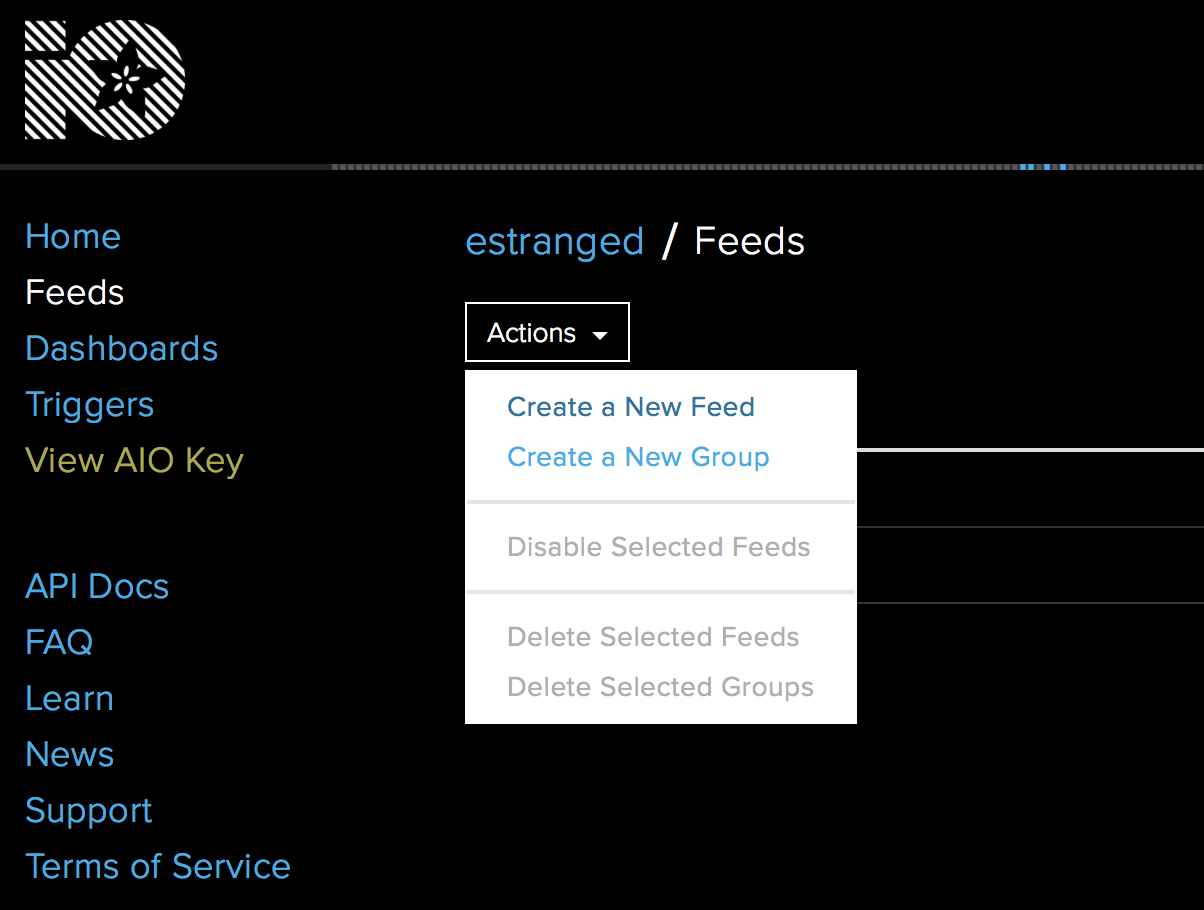 iO
Home
Feeds
Dashboards
Triggers
View AIO Key
API Docs
FAQ
Learn
News
Support
Terms of Service
estranged / Feeds
Actions
Create a New Feed
Create a New Group
Disable Selected Feeds
Delete Selected Feeds
Delete Selected Groups